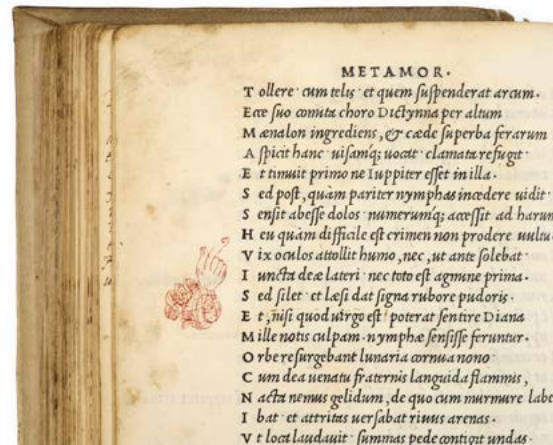 METAMOR.
T ollere cum telis et quem suſpenderat arcum.
Ecce ſuo comitata choro Dictynna per altum
M ænalon ingrediens, & cæde ſuperba ferarum
A ſpicit hanc uiſamq; uocat clamata refugit
E t timuit primo ne Iuppiter eſſet in illa.
S ed poſt, quàm pariter nymphas incedere uidit
S enſit abeſſe dolos numerumq; acceſſit ad harum
H eu quàm difficile eſt crimen non prodere uultu
V ix oculos attollit humo, nec, ut ante ſolebat
I uncta deæ lateri nec toto eſt agmine prima.
S ed ſilet et læſi dat ſigna rubore pudoris.
E t, niſi quod uirgo eſt poterat ſentire Diana
M ille notis culpam. nymphæ ſenſiſſe feruntur.
O rbe reſurgebant lunaria cornua nono
C um dea uenatu fraternis languida flammis,
N acta nemus gelidum, de quo cum murmure labe
I bat et attritas uerſabat riuus arenas.
V t loca laudauit ſummas pede contigit undas.